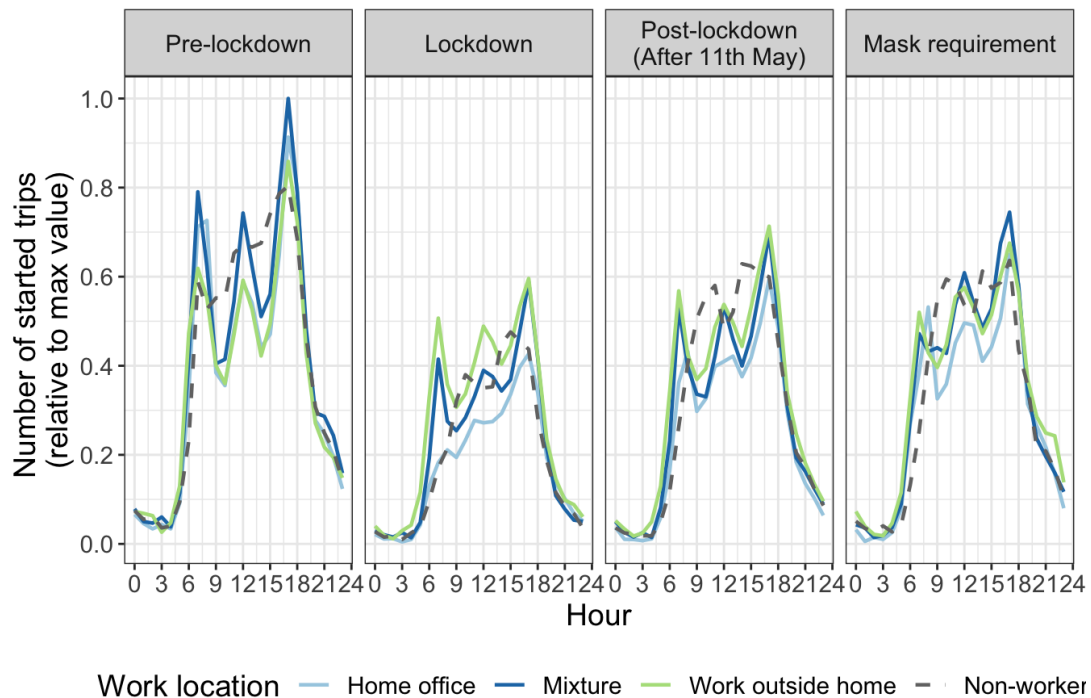 Pre-lockdown
Lockdown
Post-lockdown
(After 11th May)
Mask requirement
Number of started trips
(relative to max value)
1.0
0.8
0.6
0.4
0.2
0.0
0 3 6 9 12 15 18 21 24
0 3 6 9 12 15 18 21 24
0 3 6 9 12 15 18 21 24
0 3 6 9 12 15 18 21 24
Hour
Work location Home office Mixture Work outside home Non-worker